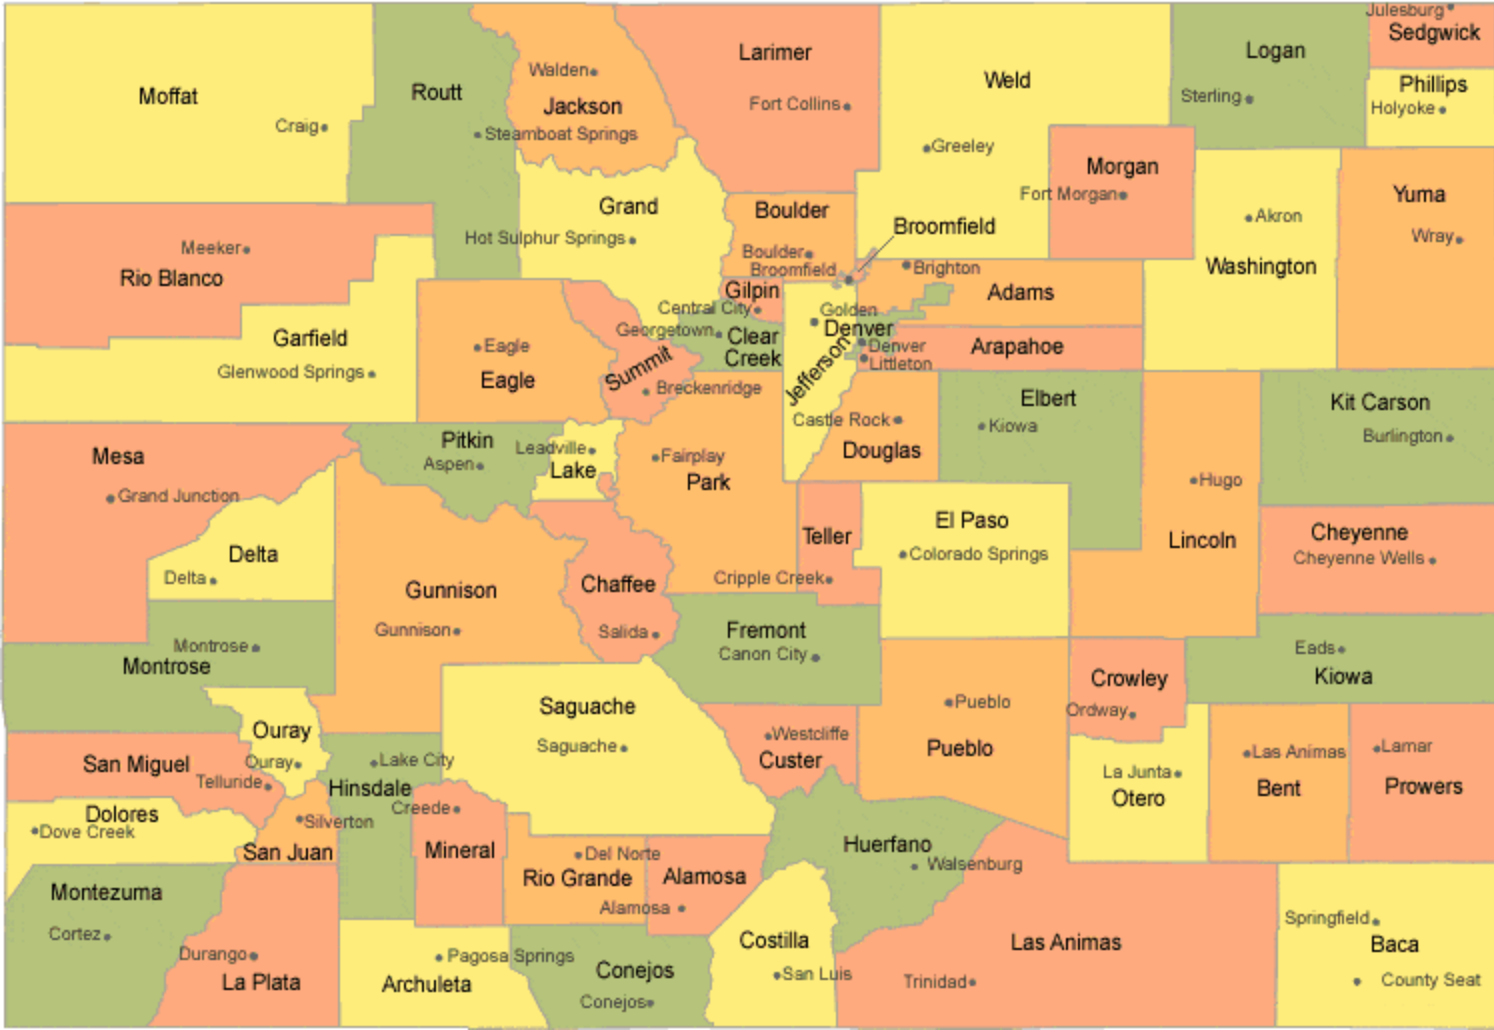 Julesburg
Sedgwick
Larimer
Logan
Weld
Walden
Phillips
Moffat
Routt
Jackson
Fort Collins
Sterling
Holyoke
Craig
Steamboat Springs
Greeley
Morgan
Fort Morgan
Yuma
Grand
Boulder
Akron
Broomfield
Hot Sulphur Springs
Wray
Meeker
Boulder
Broomfield
Brighton
Washington
Rio Blanco
Gilpin
Adams
Central City
Golden
Georgetown
Denver
Garfield
Clear
Creek
Eagle
Denver
Arapahoe
Littleton
Summit
Jefferson
Glenwood Springs
Eagle
Breckenridge
Elbert
Kit Carson
Castle Rock
Kiowa
Burlington
Pitkin
Leadville
Douglas
Mesa
Aspen
Lake
Fairplay
Park
Hugo
Grand Junction
El Paso
Teller
Lincoln
Cheyenne
Delta
Colorado Springs
Cheyenne Wells
Delta
Cripple Creek
Chaffee
Gunnison
Gunnison
Salida
Fremont
Canon City
Montrose
Montrose
Eads
Kiowa
Crowley
Saguache
Pueblo
Ordway
Ouray
Westcliffe
Saguache
Pueblo
Custer
Las Animas
Lamar
San Miguel
Ouray
Lake City
Telluride
Hinsdale
La Junta
Otero
Bent
Prowers
Dolores
Creede
Dove Creek
Silverton
Huerfano
San Juan
Mineral
Del Norte
Walsenburg
Rio Grande
Alamosa
Montezuma
Alamosa
Springfield
Cortez
Costilla
Las Animas
Baca
Durango
Pagosa Springs
Conejos
San Luis
La Plata
Archuleta
Trinidad
County Seat
Conejos